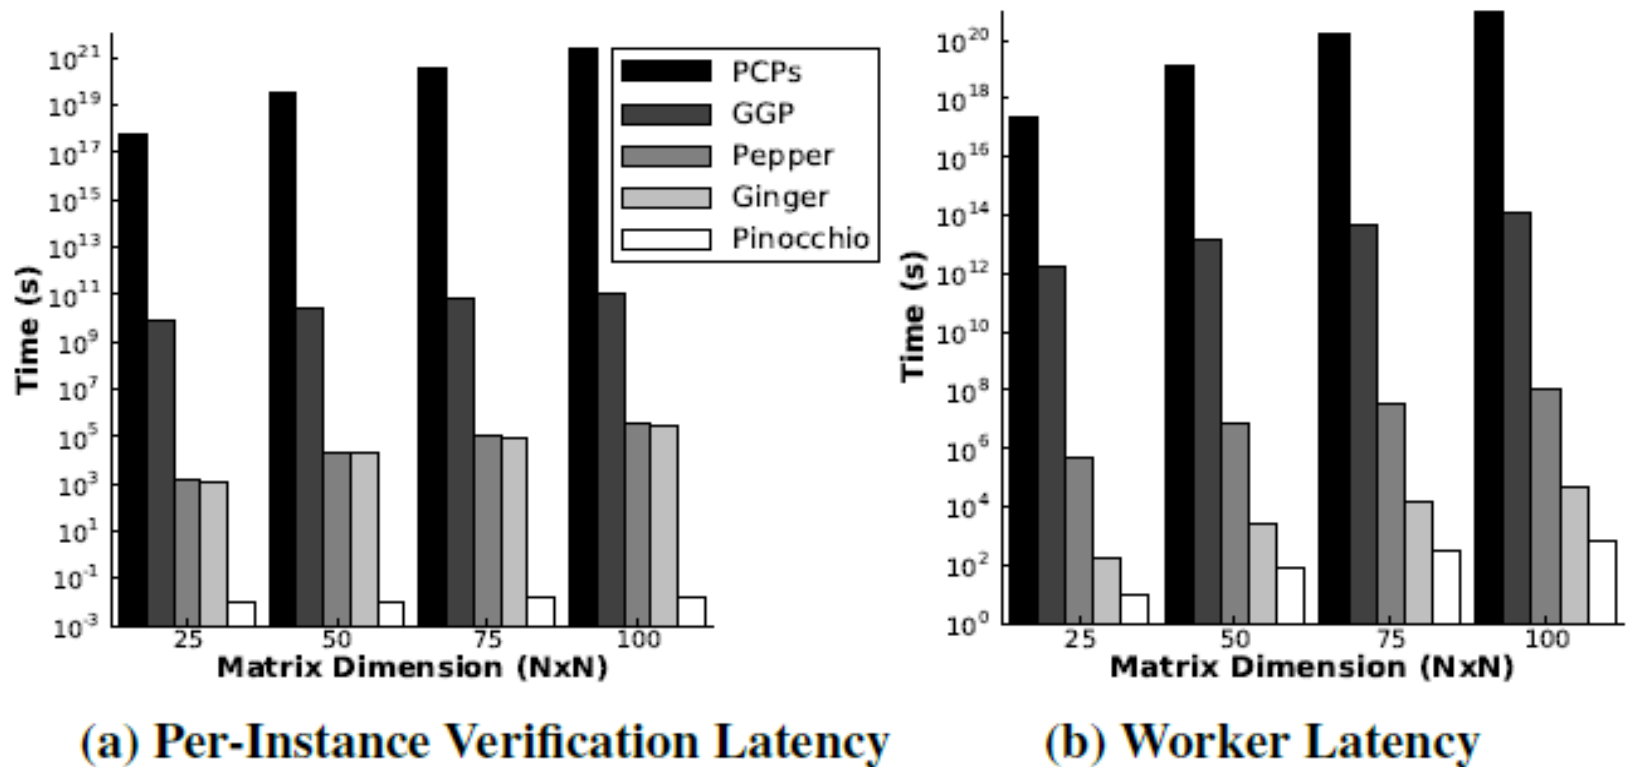 10^21
10^19
10^17
10^15
10^13
10^11
10^9
10^7
10^5
10^3
10^1
10^-1
10^-3
Time (s)
PCPs
GGP
Pepper
Ginger
Pinocchio
25 50 75 100
Matrix Dimension (NxN)
(a) Per-Instance Verification Latency
10^20
10^18
10^16
10^14
10^12
10^10
10^8
10^6
10^4
10^2
10^0
Time (s)
25 50 75 100
Matrix Dimension (NxN)
(b) Worker Latency